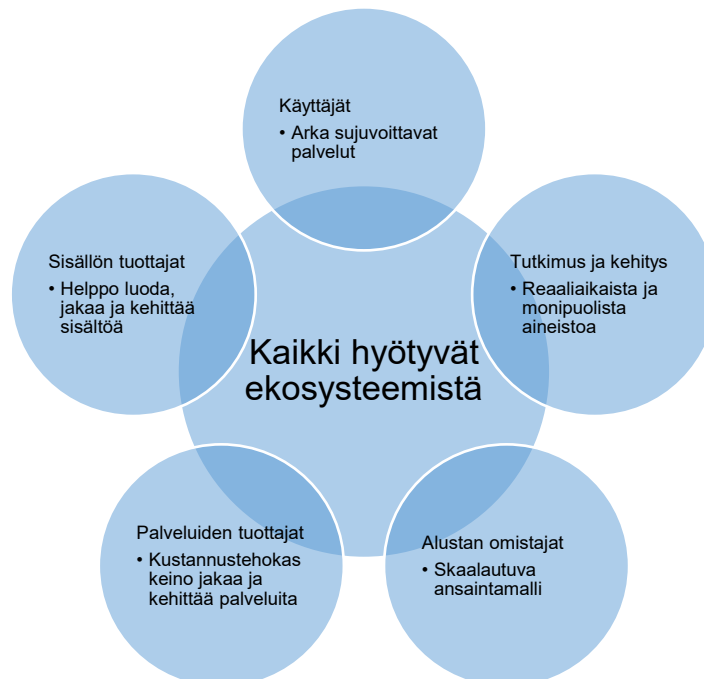 Käyttäjät
• Arka sujuvoittavat
palvelut
Sisällön tuottajat
• Helppo luoda,
jakaa ja kehittää
sisältöä
Tutkimus ja kehitys
• Reaaliaikaista ja
monipuolista
aineistoa
Kaikki hyötyvät
ekosysteemistä
Palveluiden tuottajat
• Kustannustehokas
keino jakaa ja
kehittää palveluita
Alustan omistajat
• Skaalautuva
ansaintamalli